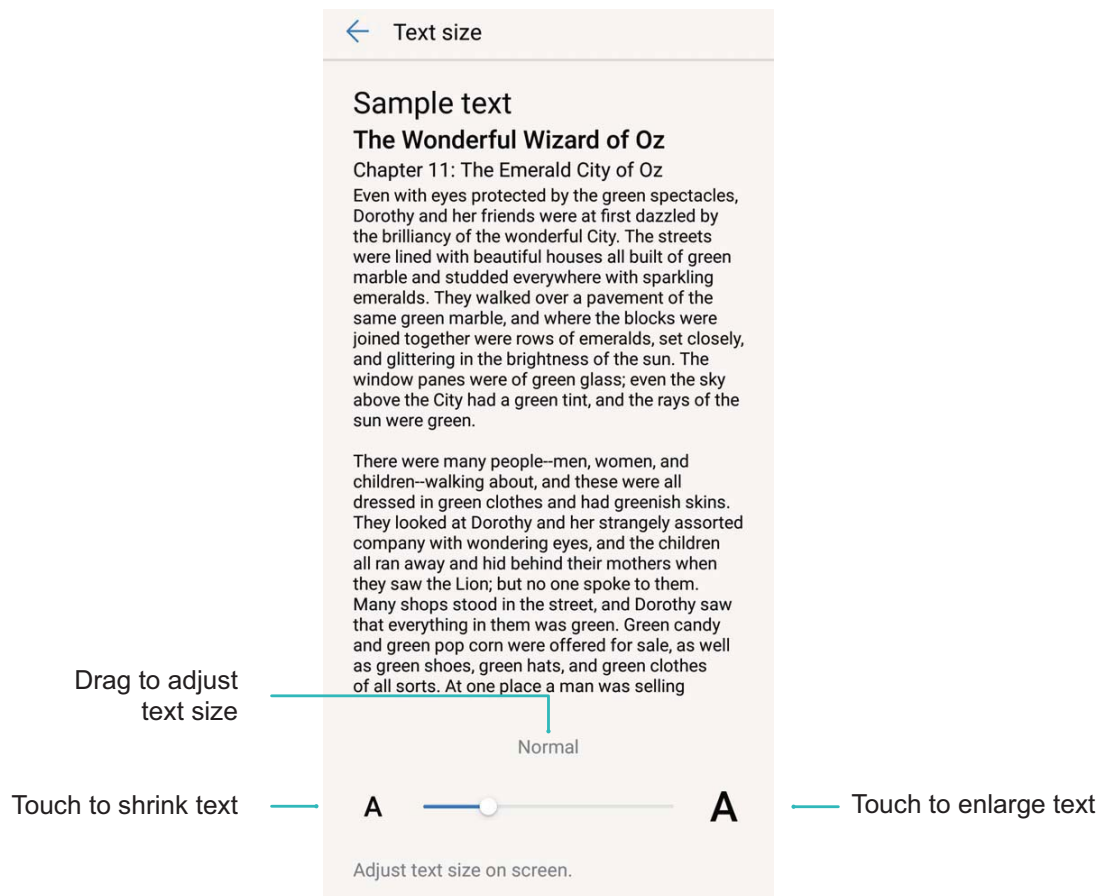 Text size
Sample text
The Wonderful Wizard of Oz
Chapter 11: The Emerald City of Oz
Even with eyes protected by the green spectacles,
Dorothy and her friends were at first dazzled by
the brilliancy of the wonderful City. The streets
were lined with beautiful houses all built of green
marble and studded everywhere with sparkling
emeralds. They walked over a pavement of the
same green marble, and where the blocks were
joined together were rows of emeralds, set closely,
and glittering in the brightness of the sun. The
window panes were of green glass; even the sky
above the City had a green tint, and the rays of the
sun were green.
There were many people--men, women, and
children--walking about, and these were all
dressed in green clothes and had greenish skins.
They looked at Dorothy and her strangely assorted
company with wondering eyes, and the children
all ran away and hid behind their mothers when
they saw the Lion; but no one spoke to them.
Many shops stood in the street, and Dorothy saw
that everything in them was green. Green candy
and green pop corn were offered for sale, as well
as green shoes, green hats, and green clothes
of all sorts. At one place a man was selling
Drag to adjust
text size
Normal
Touch to shrink text
A
A
Touch to enlarge text
Adjust text size on screen.